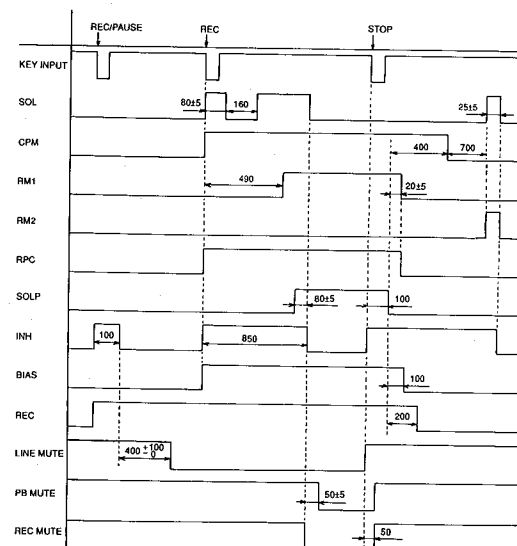 REC/PAUSE REC STOP
KEY INPUT
SOL 80±5 160 25±5
CPM 400 700
RM1 490 20±5
RM2
RPC
SOLP 80±5 100
INH 100 850
BIAS 100
REC 200
LINE MUTE 400 +100 -0
PB MUTE 50±5
REC MUTE 50